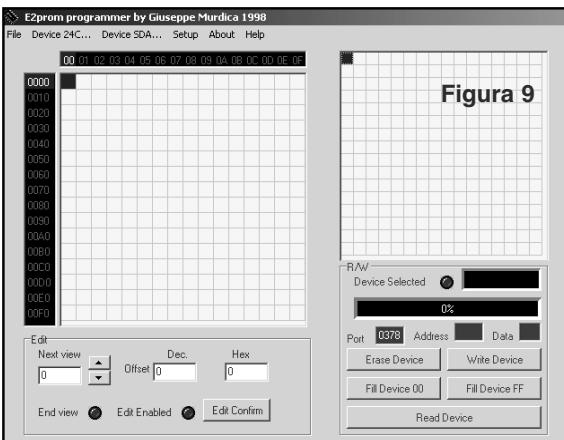 E2prom programmer by Giuseppe Murdica 1998
File Device 24C... Device SDA... Setup About Help
00 01 02 03 04 05 06 07 08 09 0A 0B 0C 0D 0E 0F
0000
0010
0020
0030
0040
0050
0060
0070
0080
0090
00A0
00B0
00C0
00D0
00E0
00F0
Figura 9
R/W
Device Selected
0%
Port 0378 Address Data
Erase Device Write Device
Fill Device 00 Fill Device FF
Read Device
Edit
Next view Dec. Hex
0 Offset 0 0
End view Edit Enabled Edit Confirm